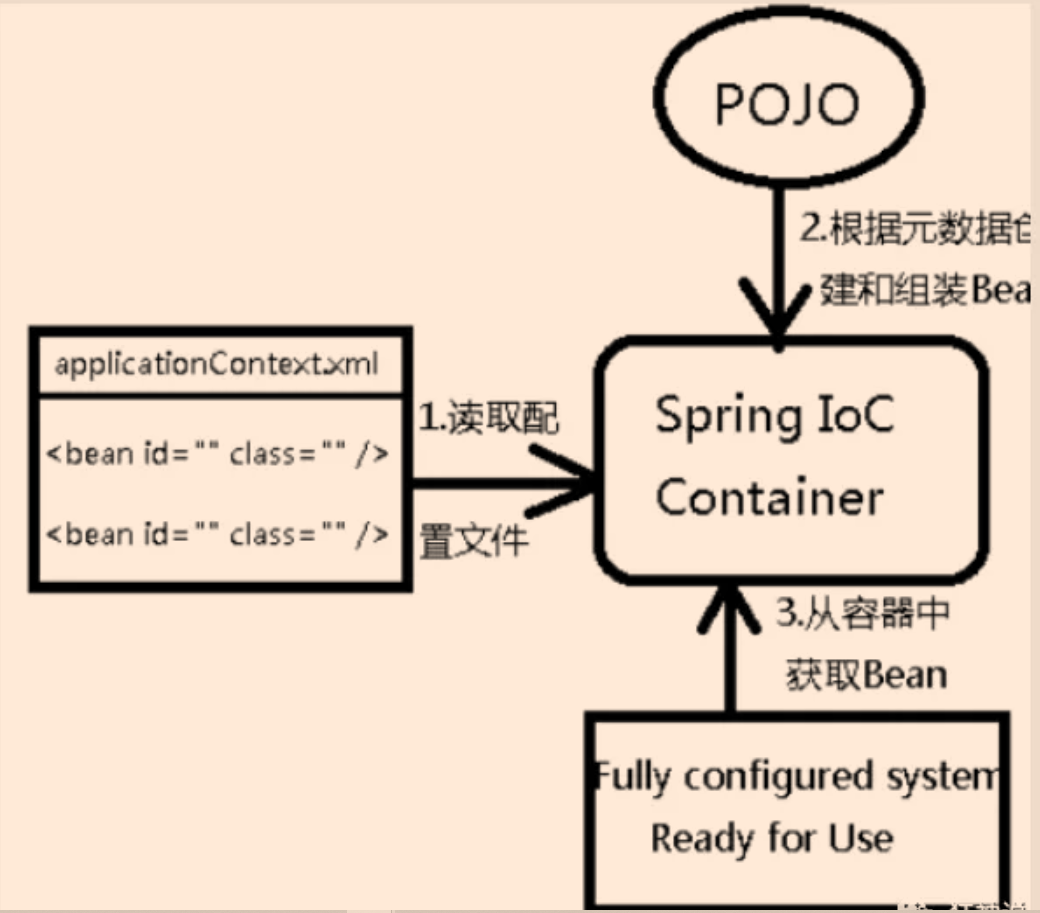 POJO
2.根据元数据创
建和组装Bea
applicationContext.xml
<bean id="" class="" />
<bean id="" class="" />
1.读取配
置文件
Spring IoC
Container
3.从容器中
获取Bean
Fully configured system
Ready for Use